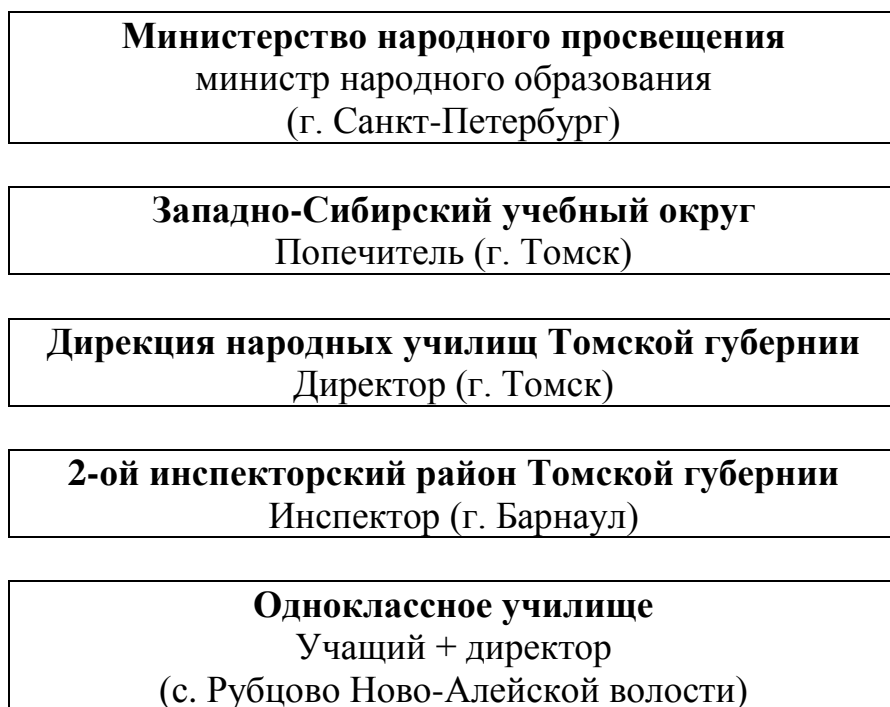 Министерство народного просвещения
министр народного образования
(г. Санкт-Петербург)
Западно-Сибирский учебный округ
Попечитель (г. Томск)
Дирекция народных училищ Томской губернии
Директор (г. Томск)
2-ой инспекторский район Томской губернии
Инспектор (г. Барнаул)
Одноклассное училище
Учащий + директор
(с. Рубцово Ново-Алейской волости)